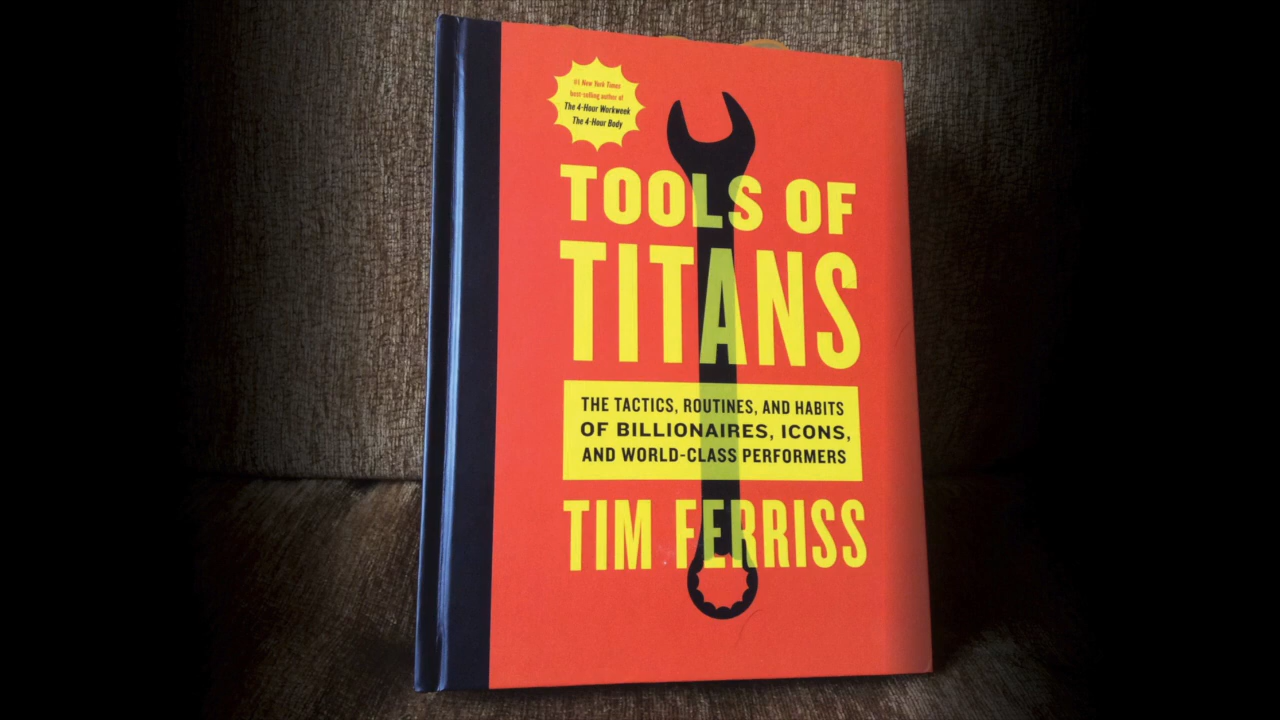 #1 New York Times
best-selling author of
The 4-Hour Workweek
The 4-Hour Body
TOOLS OF
TITANS
THE TACTICS, ROUTINES, AND HABITS
OF BILLIONAIRES, ICONS,
AND WORLD-CLASS PERFORMERS
TIM FERRISS